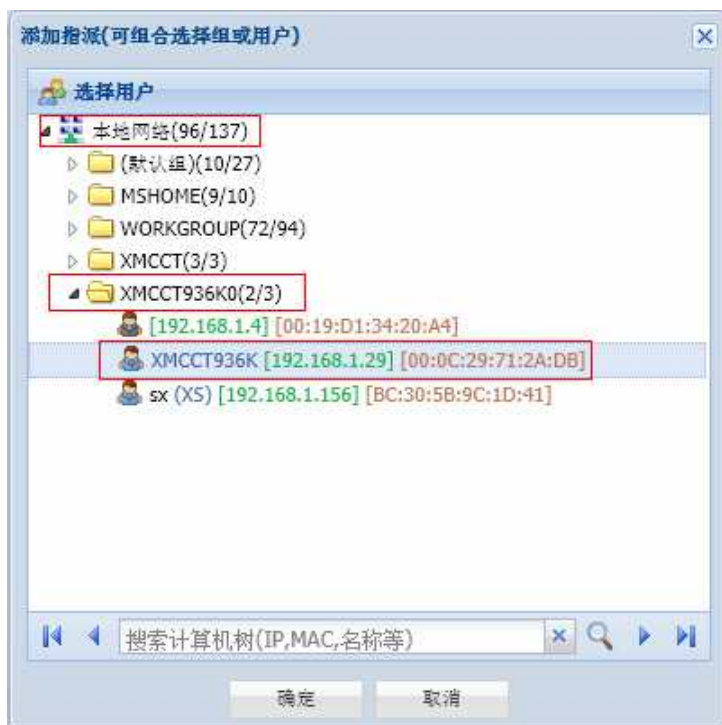 添加指派(可组合选择组或用户)
选择用户
本地网络(96/137)
(默认组)(10/27)
MSHOME(9/10)
WORKGROUP(72/94)
XMCCT(3/3)
XMCCT936K0(2/3)
[192.168.1.4] [00:19:D1:34:20:A4]
XMCCT936K [192.168.1.29] [00:0C:29:71:2A:DB]
sx (XS) [192.168.1.156] [BC:30:5B:9C:1D:41]
搜索计算机树(IP,MAC,名称等)
确定 取消